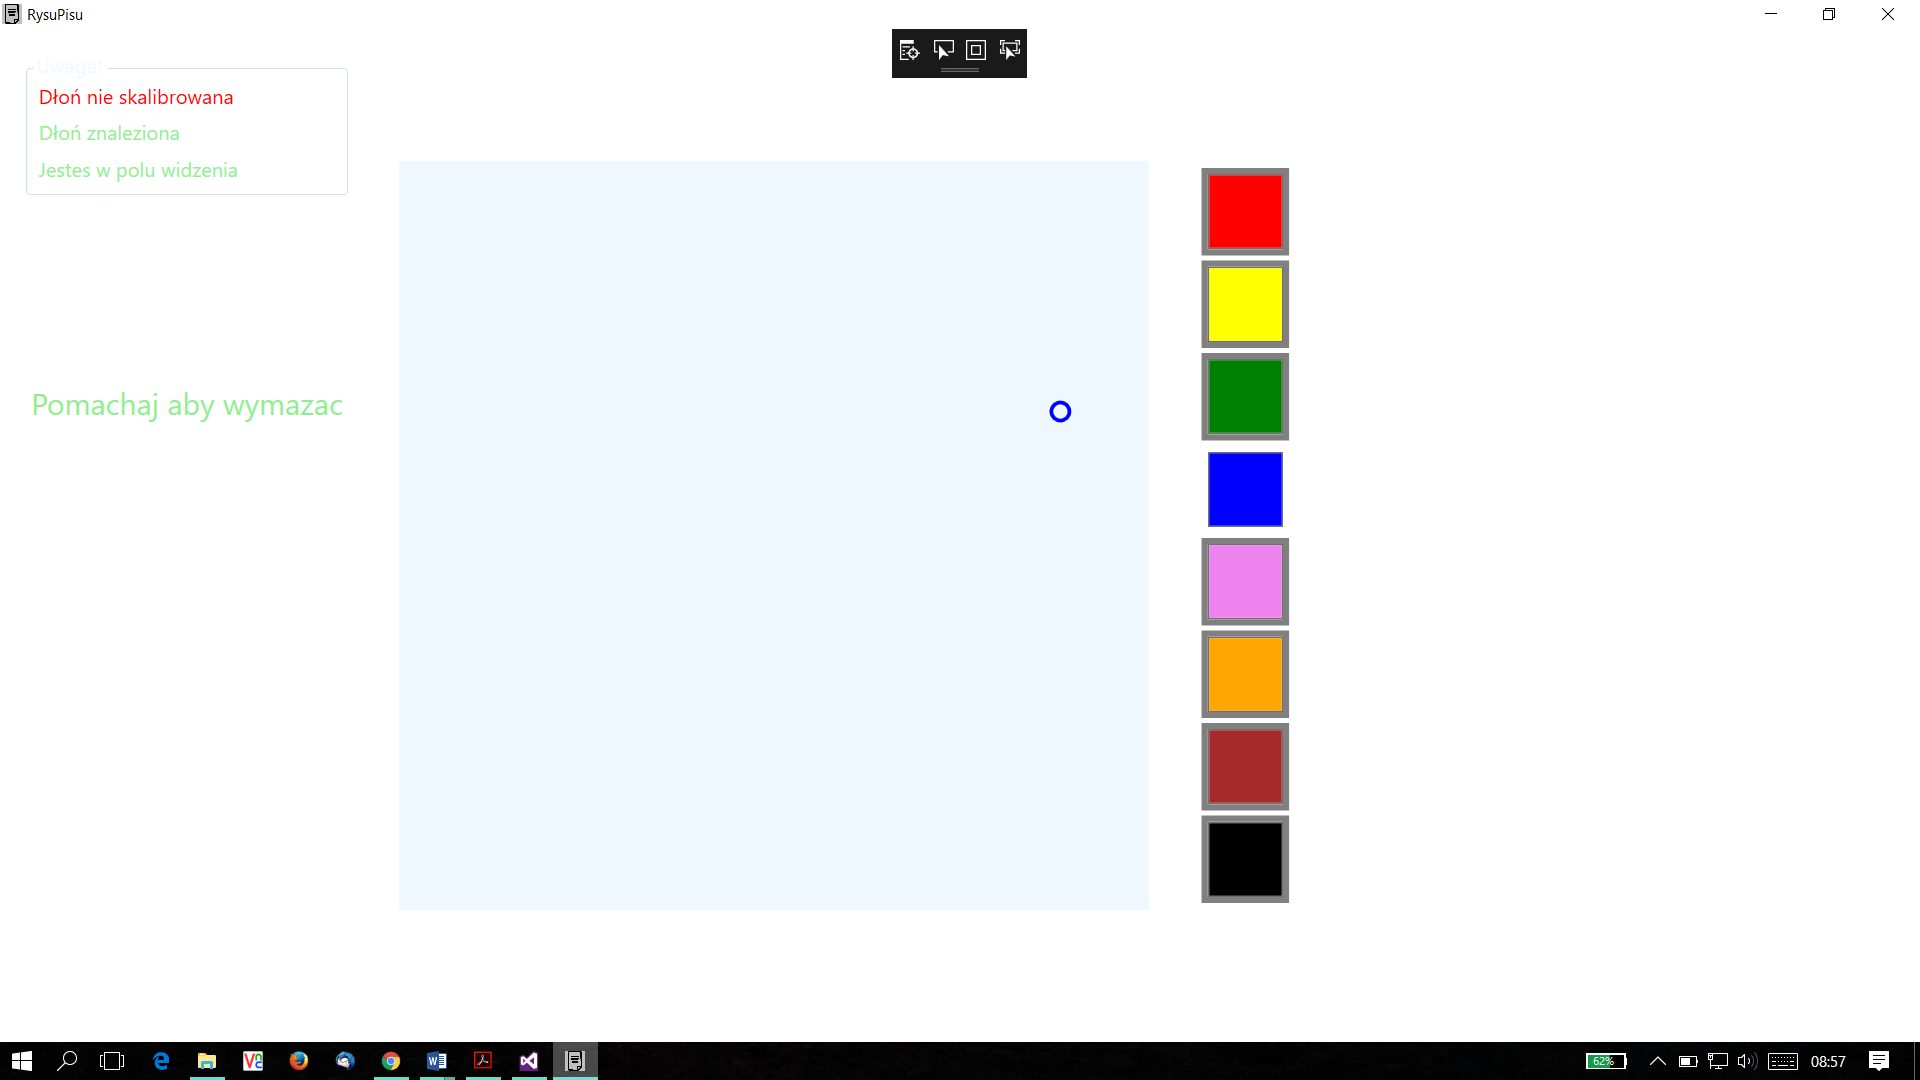 RysuPisu
Uwaga!
Dłoń nie skalibrowana
Dłoń znaleziona
Jestes w polu widzenia
Pomachaj aby wymazac
62%
08:57